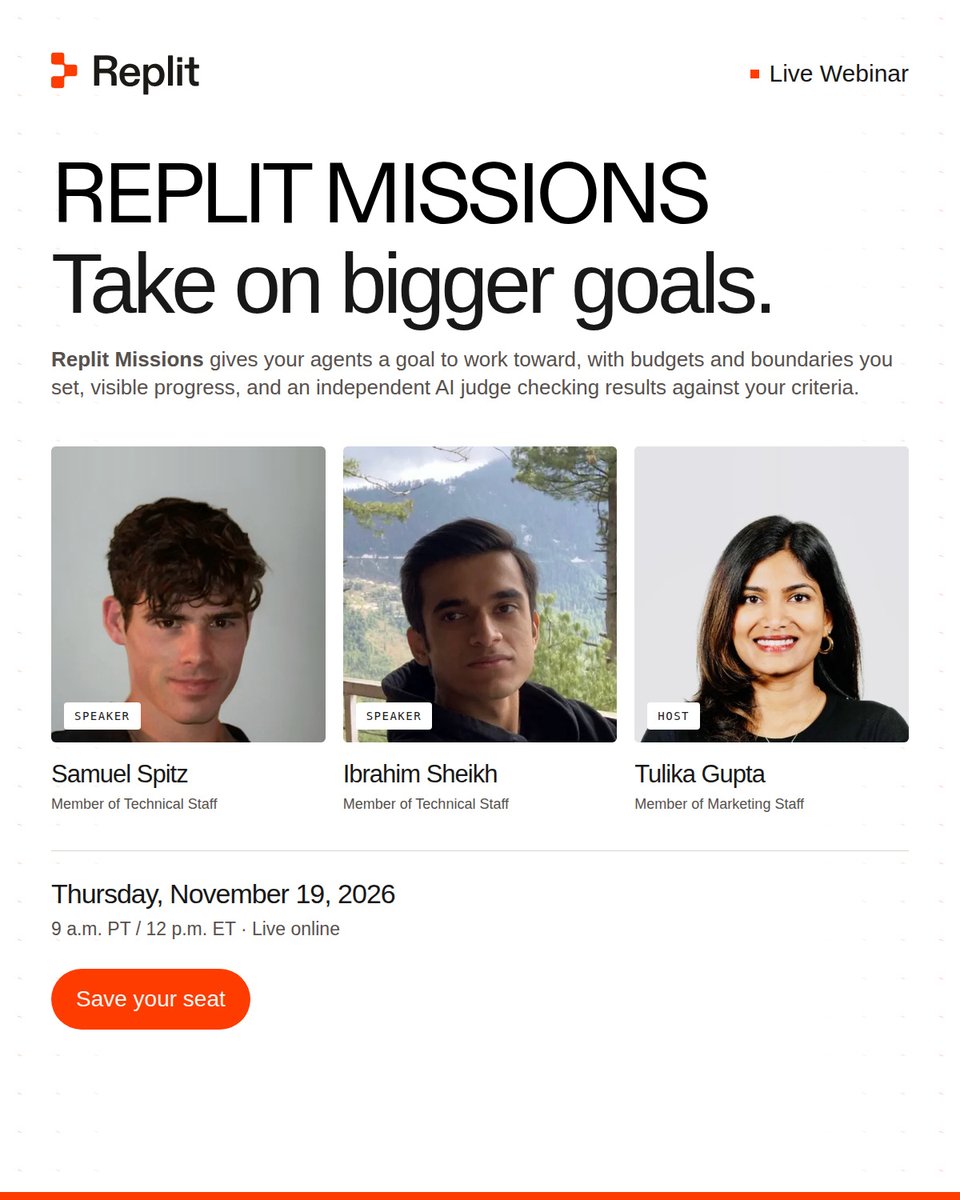 Replit
Live Webinar
REPLIT MISSIONS
Take on bigger goals.
Replit Missions gives your agents a goal to work toward, with budgets and boundaries you
set, visible progress, and an independent AI judge checking results against your criteria.
SPEAKER
SPEAKER
HOST
Samuel Spitz
Ibrahim Sheikh
Tulika Gupta
Member of Technical Staff
Member of Technical Staff
Member of Marketing Staff
Thursday, November 19, 2026
9 a.m. PT / 12 p.m. ET · Live online
Save your seat